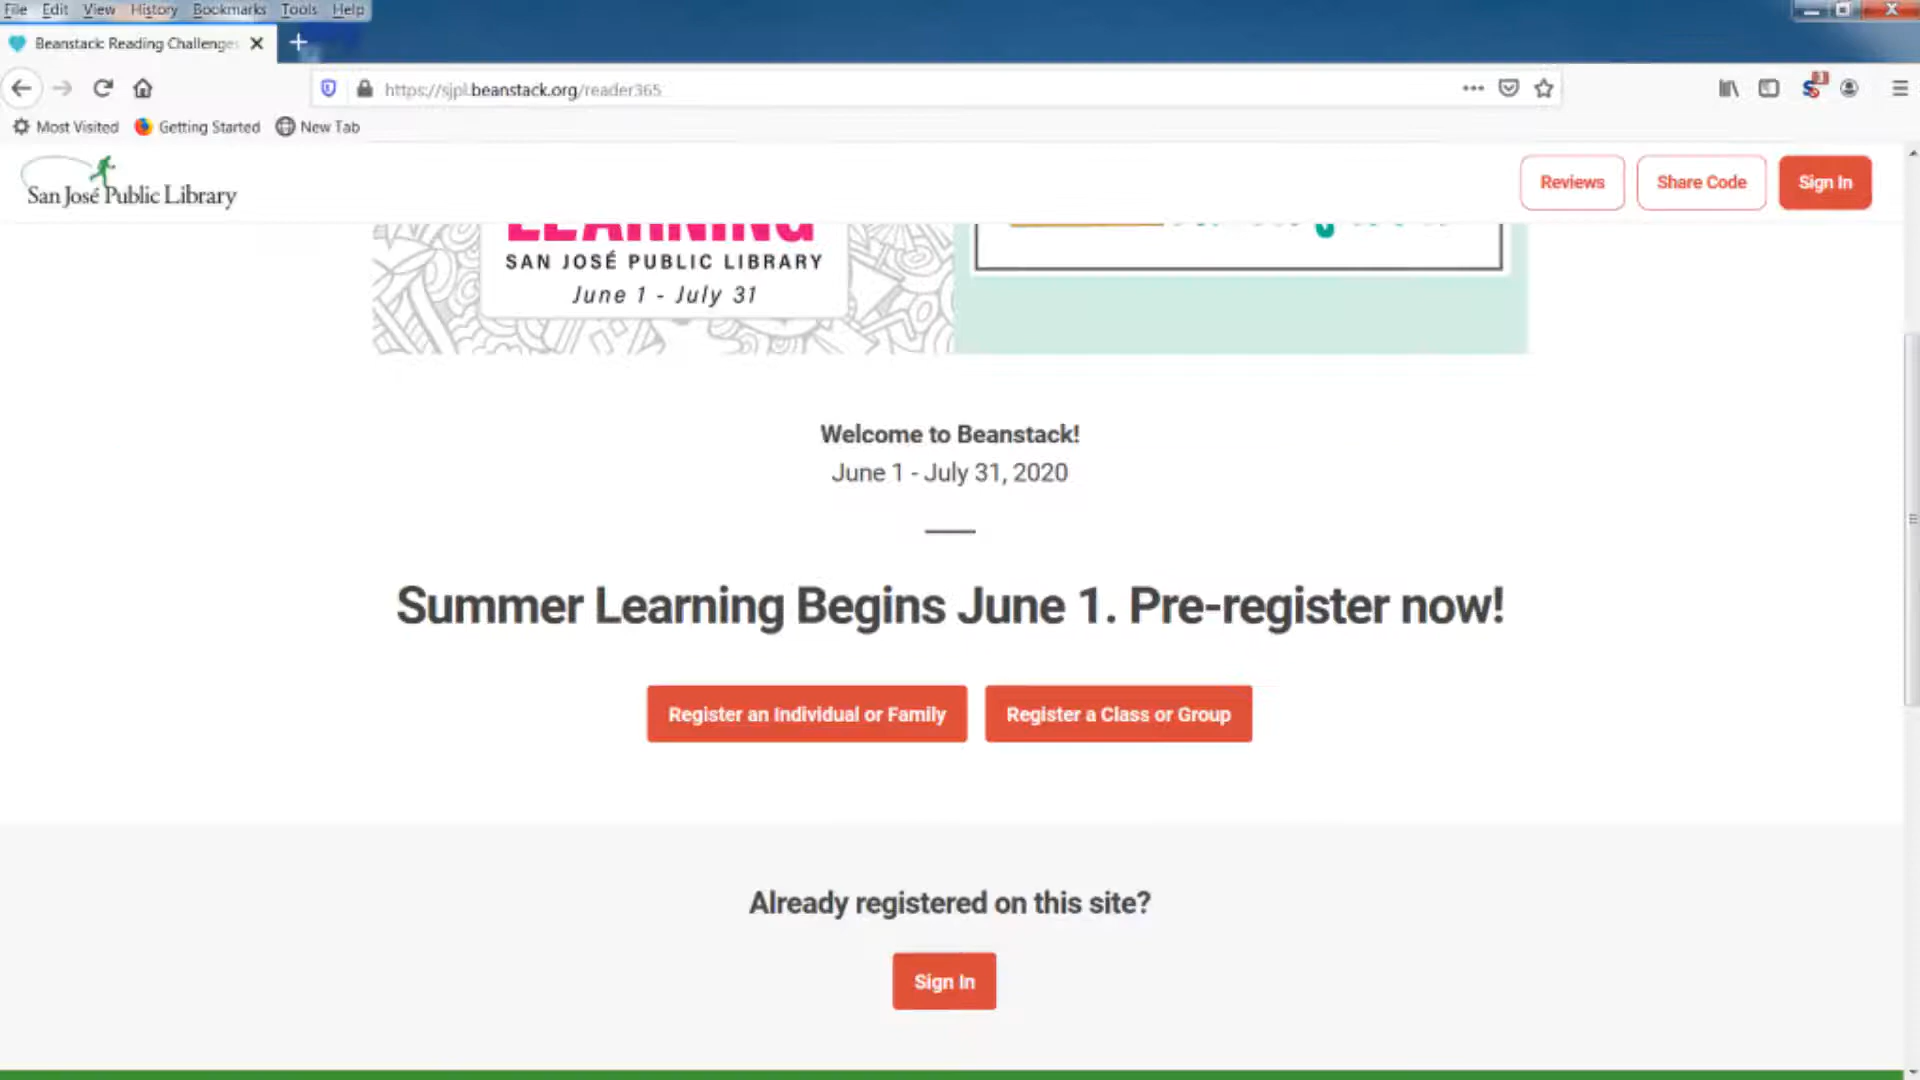 File Edit View History Bookmarks Tools Help
Beanstack: Reading Challenges
https://sjpl.beanstack.org/reader365
Most Visited Getting Started New Tab
San José Public Library
Reviews Share Code Sign In
LEARNING
SAN JOSÉ PUBLIC LIBRARY
June 1 - July 31
Welcome to Beanstack!
June 1 - July 31, 2020
Summer Learning Begins June 1. Pre-register now!
Register an Individual or Family Register a Class or Group
Already registered on this site?
Sign In